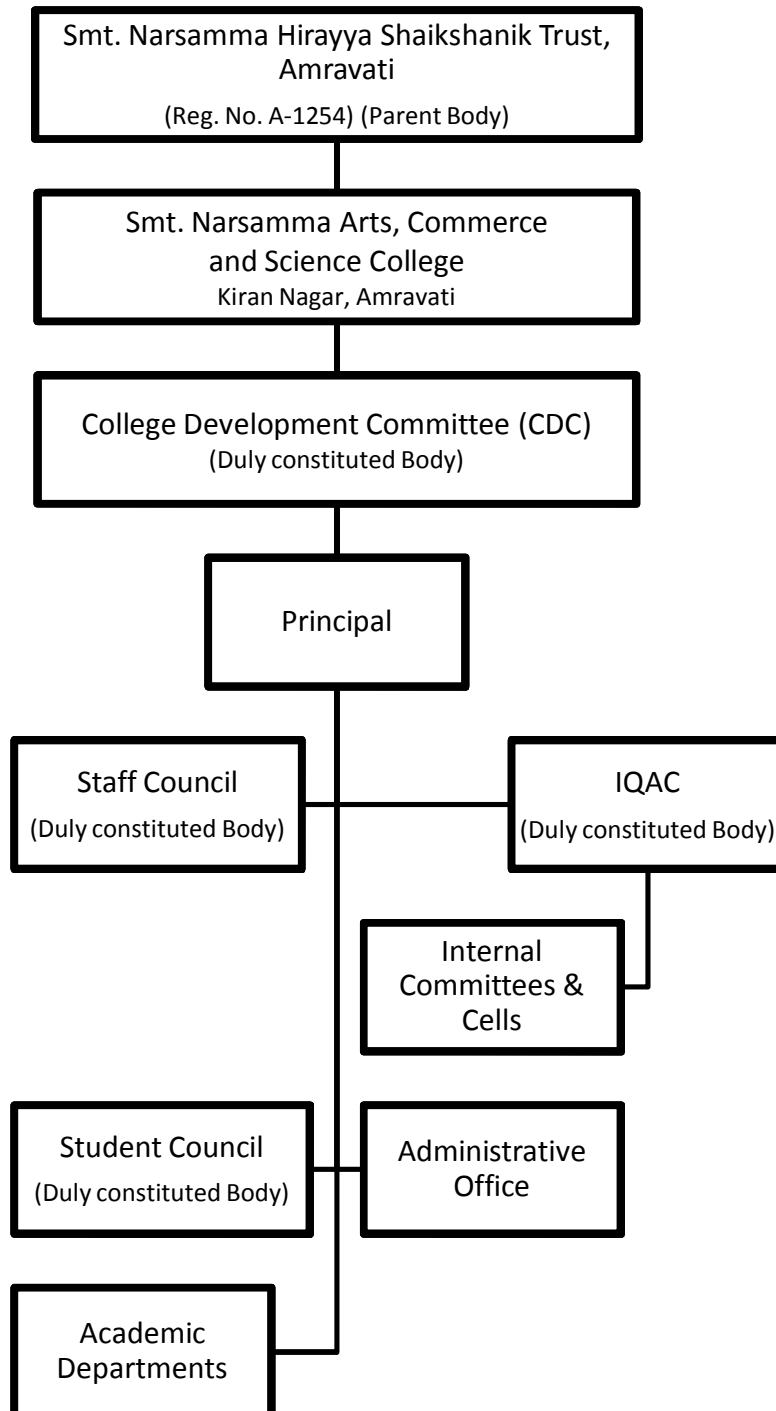 Smt. Narsamma Hirayya Shaikshanik Trust,
Amravati
(Reg. No. A-1254) (Parent Body)
Smt. Narsamma Arts, Commerce
and Science College
Kiran Nagar, Amravati
College Development Committee (CDC)
(Duly constituted Body)
Principal
Staff Council
(Duly constituted Body)
IQAC
(Duly constituted Body)
Internal
Committees &
Cells
Student Council
(Duly constituted Body)
Administrative
Office
Academic
Departments